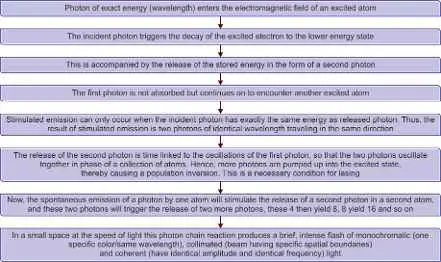 Photon of exact energy (wavelength) enters the electromagnetic field of an excited atom
The incident photon triggers the decay of the excited electron to the lower energy state
This is accompanied by the release of the stored energy in the form of a second photon
The first photon is not absorbed but continues on to encounter another excited atom
Stimulated emission can only occur when the incident photon has exactly the same energy as released photon. Thus, the
result of stimulated emission is two photons of identical wavelength traveling in the same direction
The release of the second photon is time linked to the oscillations of the first photon, so that the two photons oscillate
together in phase of a collection of atoms. Hence, more photons are pumped up into the excited state,
thereby causing a population inversion. This is a necessary condition for lasing
Now, the spontaneous emission of a photon by one atom will stimulate the release of a second photon in a second atom,
and these two photons will trigger the release of two more photons, these 4 then yield 8, 8 yield 16 and so on
In a small space at the speed of light this photon chain reaction produces a brief, intense flash of monochromatic (one
specific color/same wavelength), collimated (beam having specific spatial boundaries)
and coherent (have identical amplitude and identical frequency) light